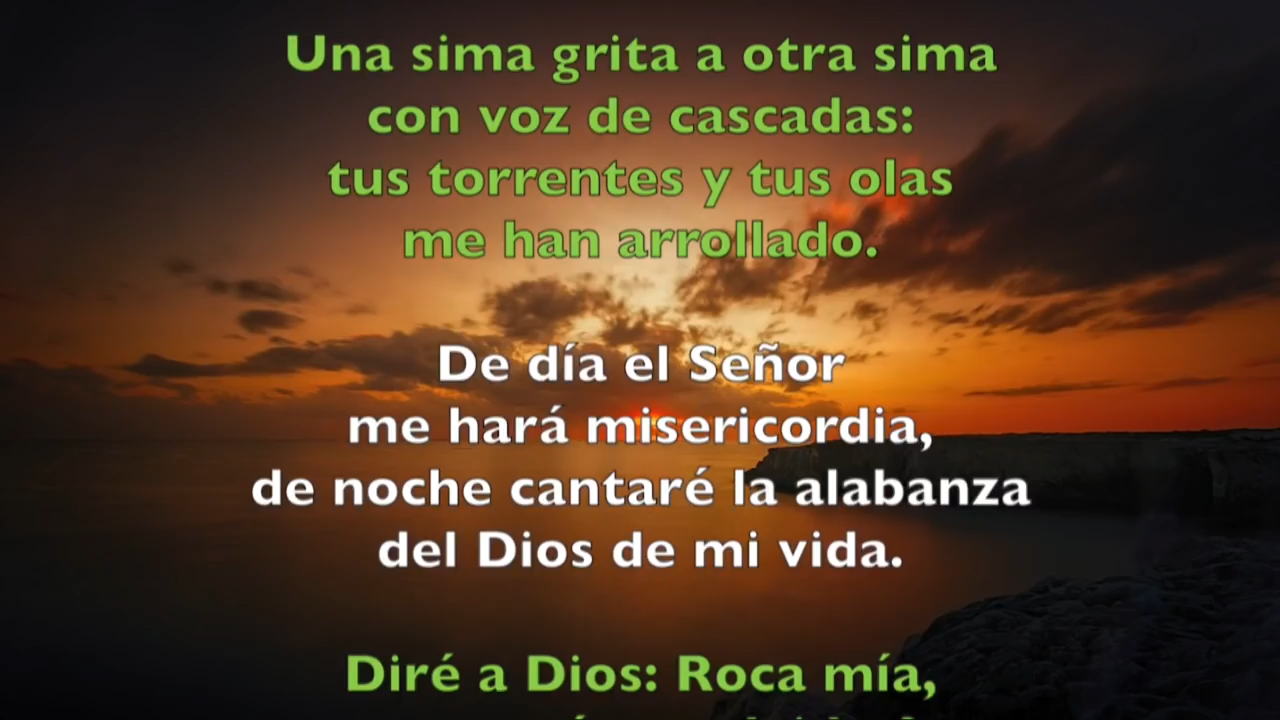 Una sima grita a otra sima
con voz de cascadas:
tus torrentes y tus olas
me han arrollado.
De día el Señor
me hará misericordia,
de noche cantaré la alabanza
del Dios de mi vida.
Diré a Dios: Roca mía,